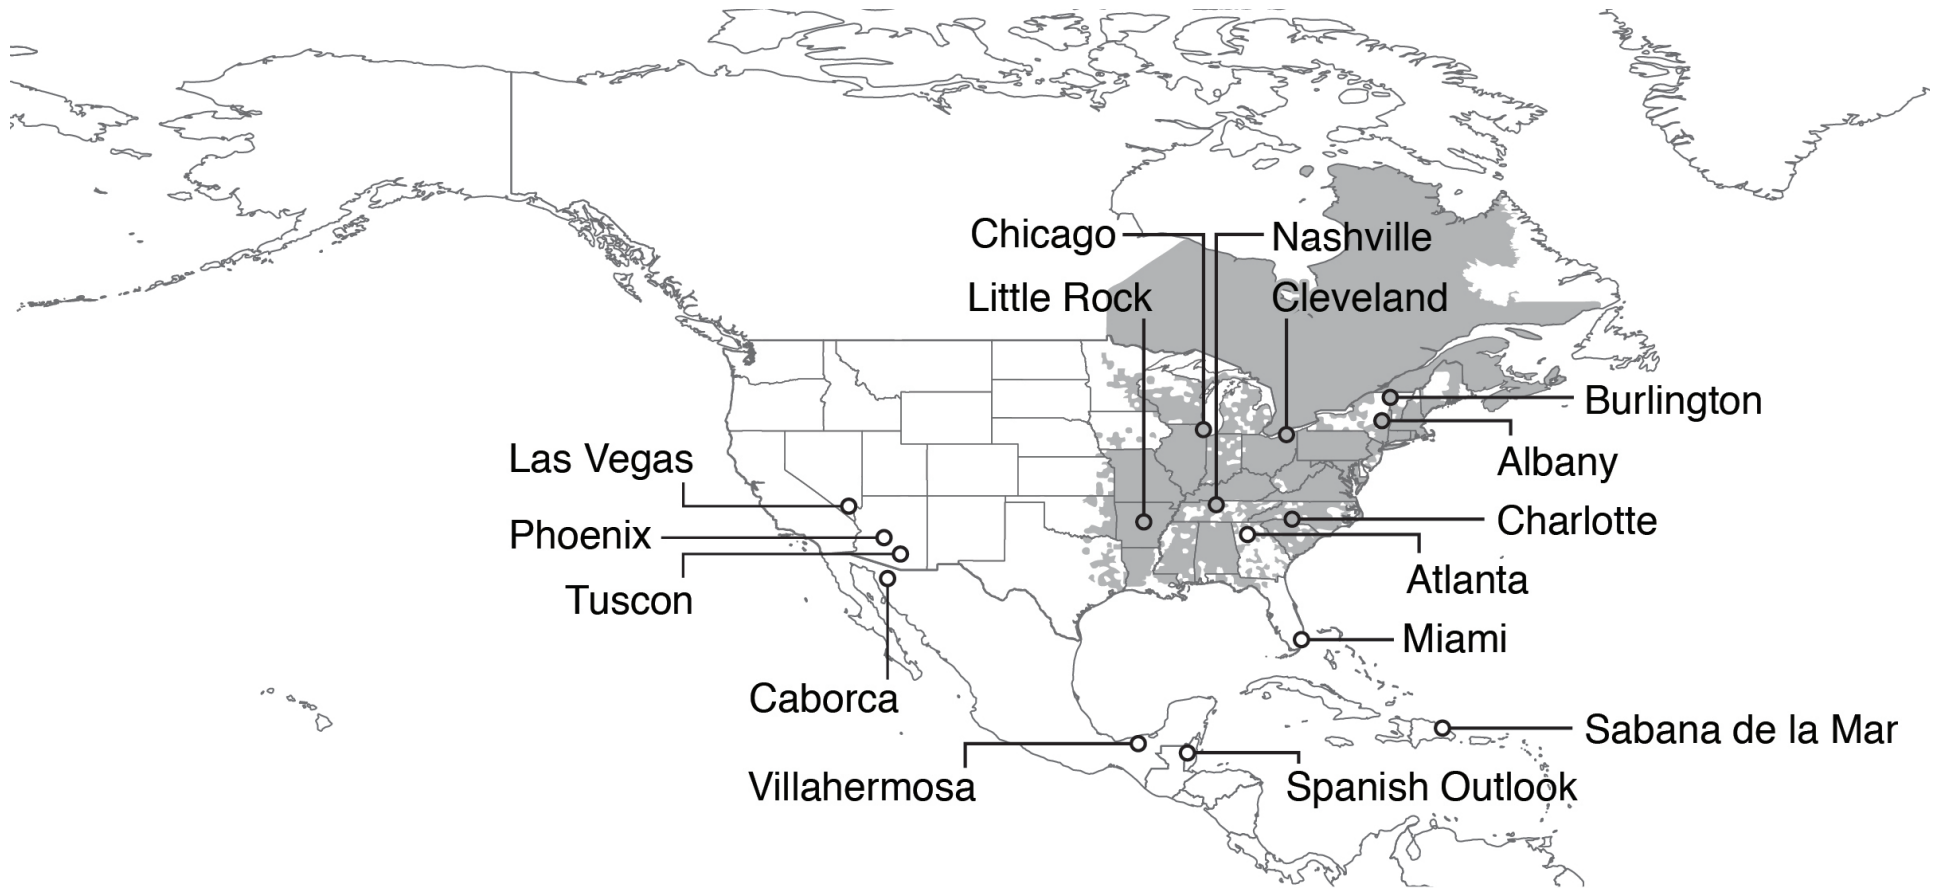 Chicago
Nashville
Little Rock
Cleveland
Burlington
Las Vegas
Albany
Phoenix
Charlotte
Tuscon
Atlanta
Miami
Caborca
Sabana de la Mar
Villahermosa
Spanish Outlook